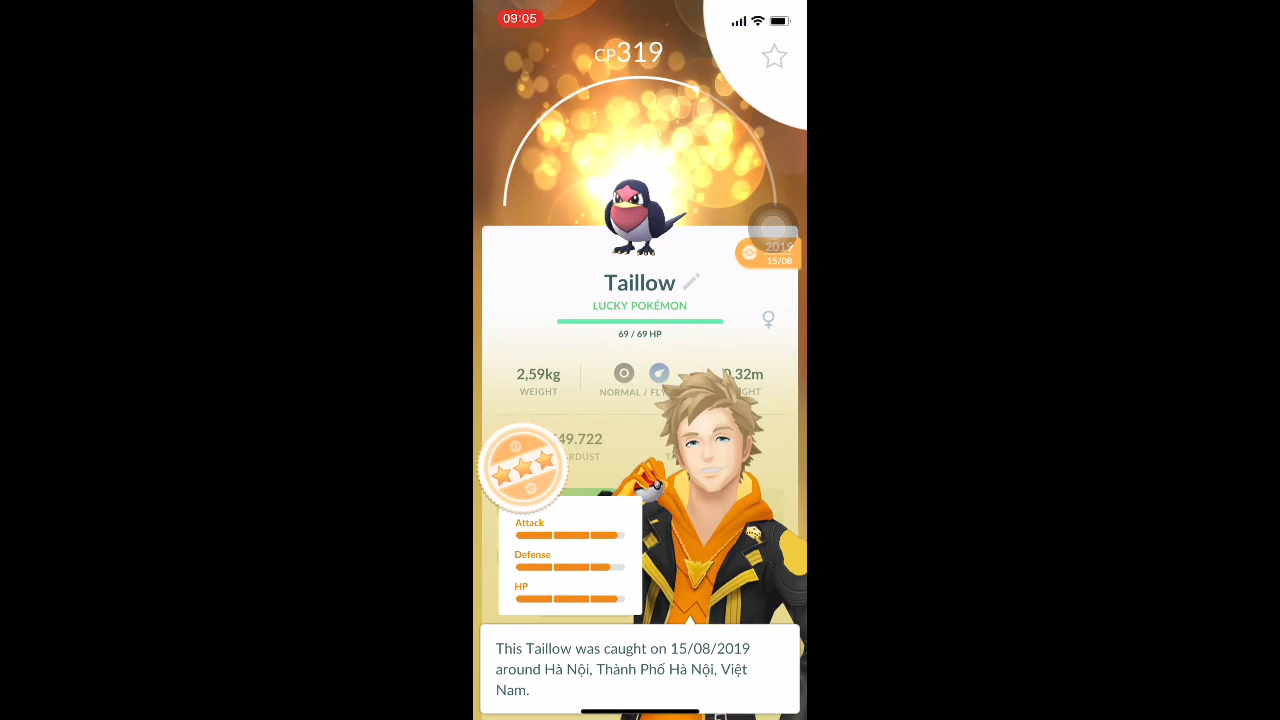 09:05
CP319
2019
15/08
Taillow
LUCKY POKÉMON
69 / 69 HP
2,59kg
WEIGHT
NORMAL /
0,32m
49.722
Attack
Defense
HP
This Taillow was caught on 15/08/2019
around Hà Nội, Thành Phố Hà Nội, Việt
Nam.